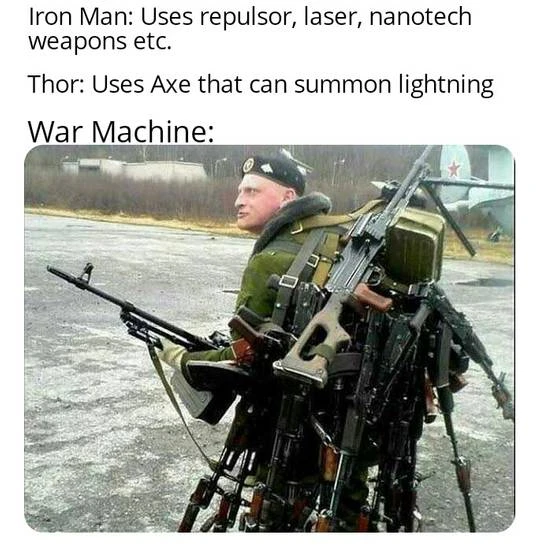 Iron Man: Uses repulsor, laser, nanotech
weapons etc.
Thor: Uses Axe that can summon lightning
War Machine: